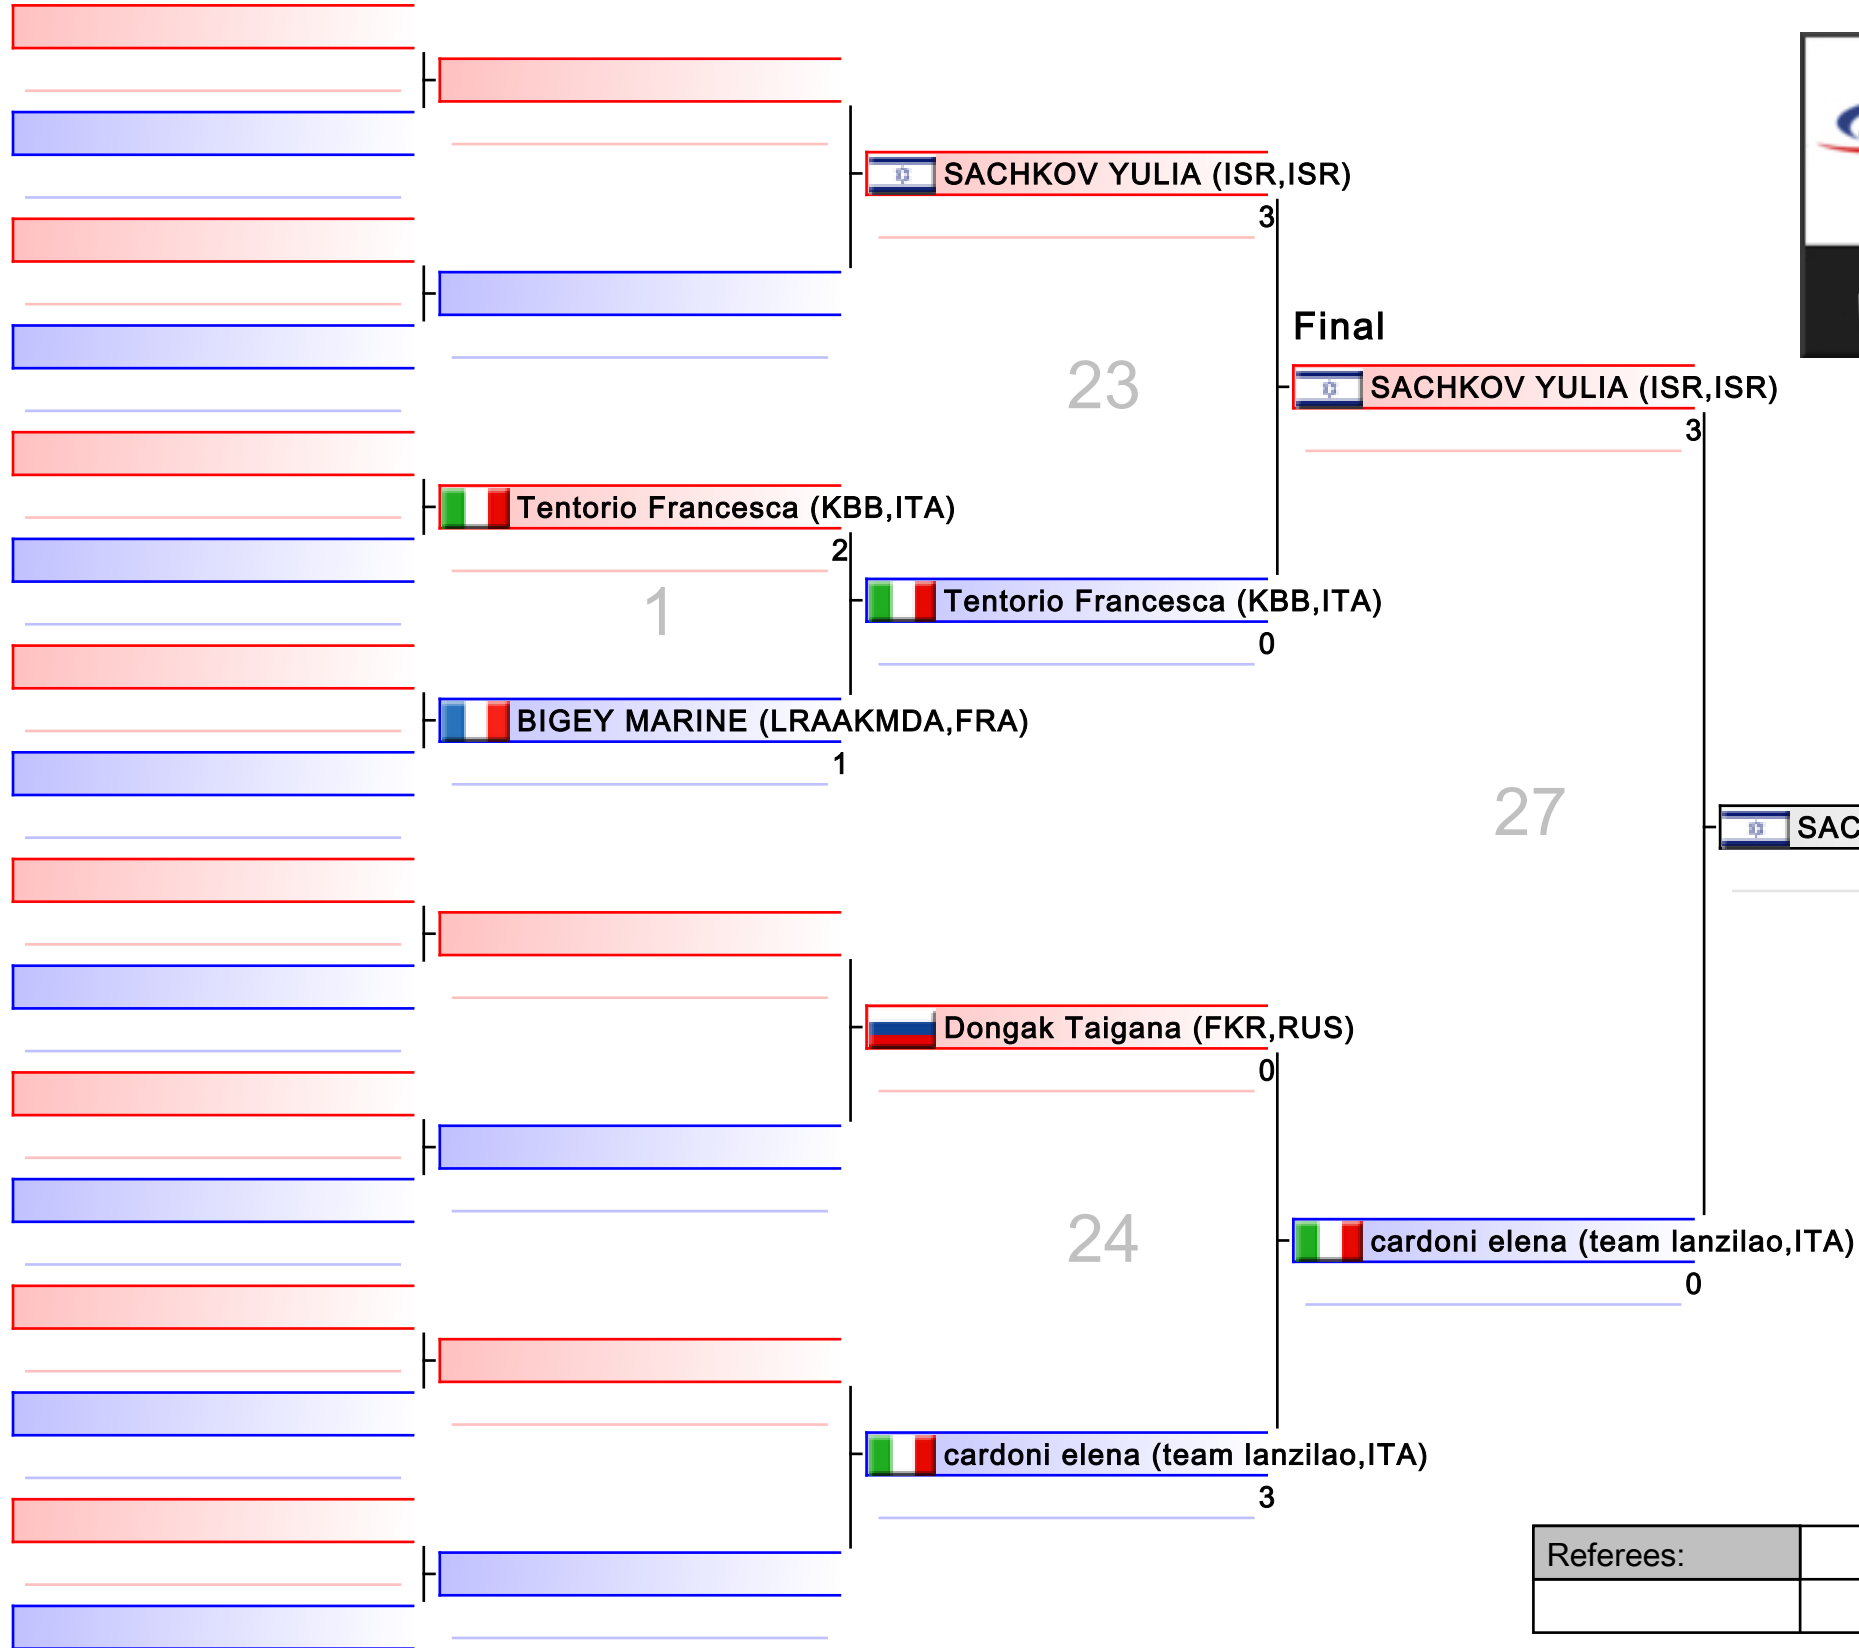 SACHKOV YULIA (ISR,ISR)
3
Final
23
SACHKOV YULIA (ISR,ISR)
3
Tentorio Francesca (KBB,ITA)
2
1
Tentorio Francesca (KBB,ITA)
0
BIGEY MARINE (LRAAKMDA,FRA)
1
27
SAC
Dongak Taigana (FKR,RUS)
0
24
cardoni elena (team lanzilao,ITA)
0
cardoni elena (team lanzilao,ITA)
3
Referees: